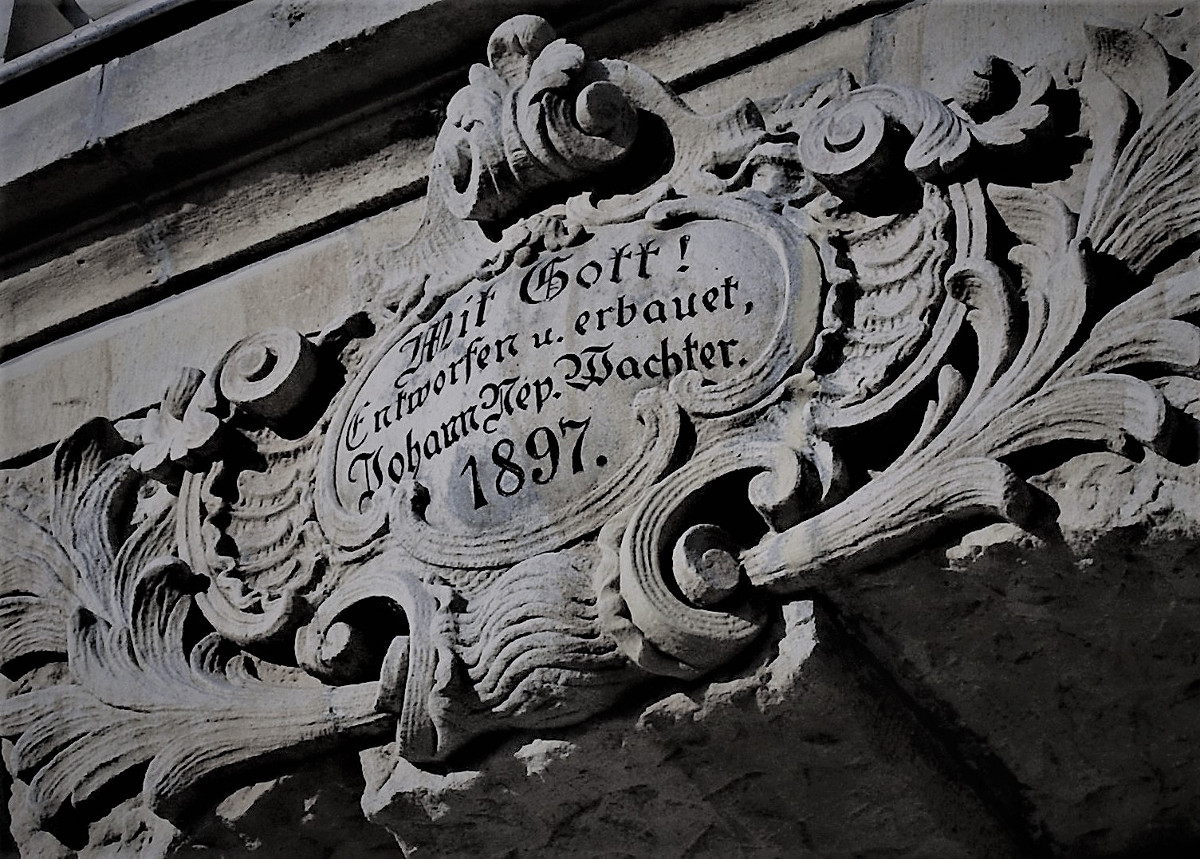 Mit Gott!
Entworfen u. erbauet,
Johann Nep. Wachter.
1897.